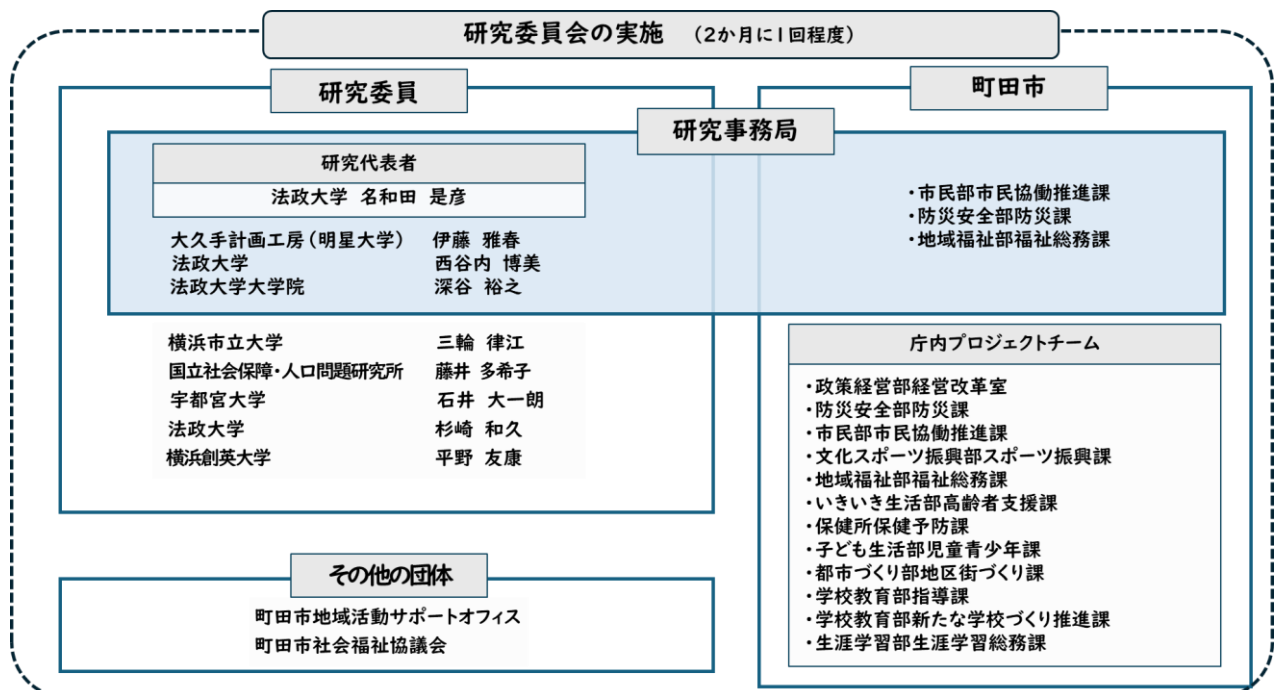 研究委員会の実施 （2か月に1回程度）
研究委員
町田市
研究事務局
研究代表者
法政大学 名和田 是彦
大久手計画工房（明星大学） 伊藤 雅春
法政大学 西谷内 博美
法政大学大学院 深谷 裕之
・市民部市民協働推進課
・防災安全部防災課
・地域福祉部福祉総務課
横浜市立大学 三輪 律江
国立社会保障・人口問題研究所 藤井 多希子
宇都宮大学 石井 大一朗
法政大学 杉崎 和久
横浜創英大学 平野 友康
庁内プロジェクトチーム
・政策経営部経営改革室
・防災安全部防災課
・市民部市民協働推進課
・文化スポーツ振興部スポーツ振興課
・地域福祉部福祉総務課
・いきいき生活部高齢者支援課
・保健所保健予防課
・子ども生活部児童青少年課
・都市づくり部地区街づくり課
・学校教育部指導課
・学校教育部新たな学校づくり推進課
・生涯学習部生涯学習総務課
その他の団体
町田市地域活動サポートオフィス
町田市社会福祉協議会